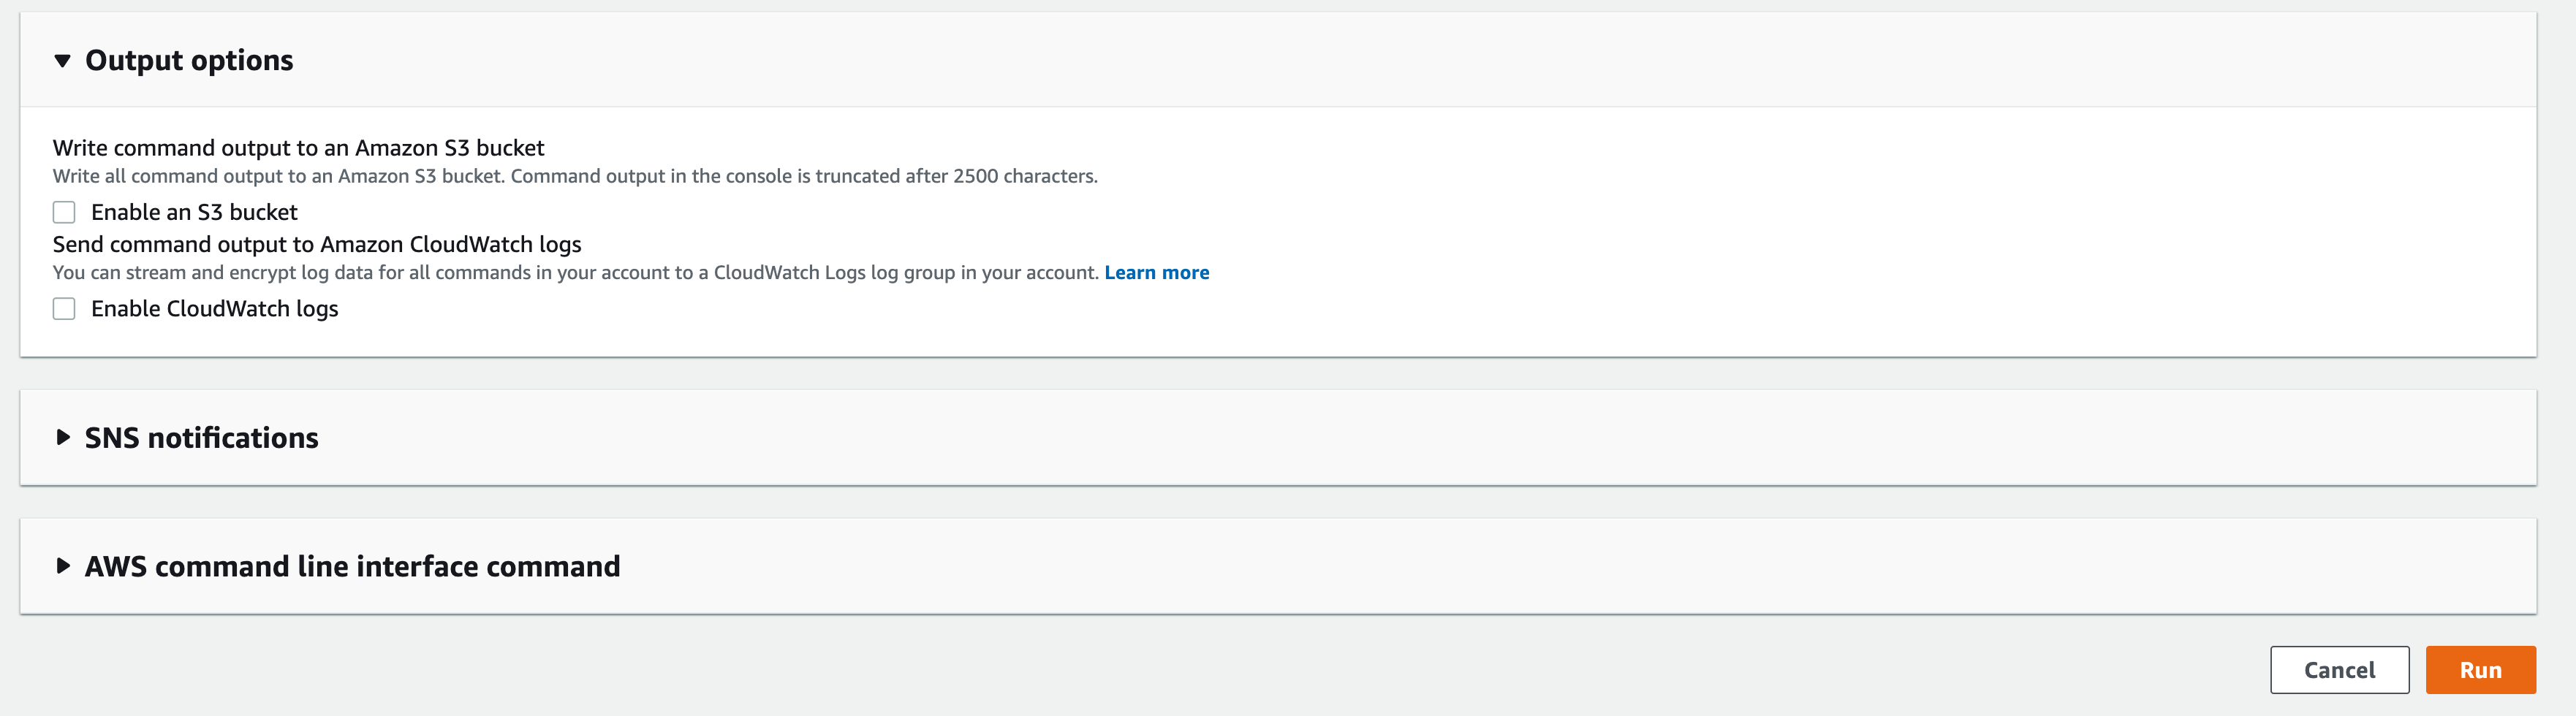 Output options
Write command output to an Amazon S3 bucket
Write all command output to an Amazon S3 bucket. Command output in the console is truncated after 2500 characters.
Enable an S3 bucket
Send command output to Amazon CloudWatch logs
You can stream and encrypt log data for all commands in your account to a CloudWatch Logs log group in your account. Learn more
Enable CloudWatch logs
SNS notifications
AWS command line interface command
Cancel Run